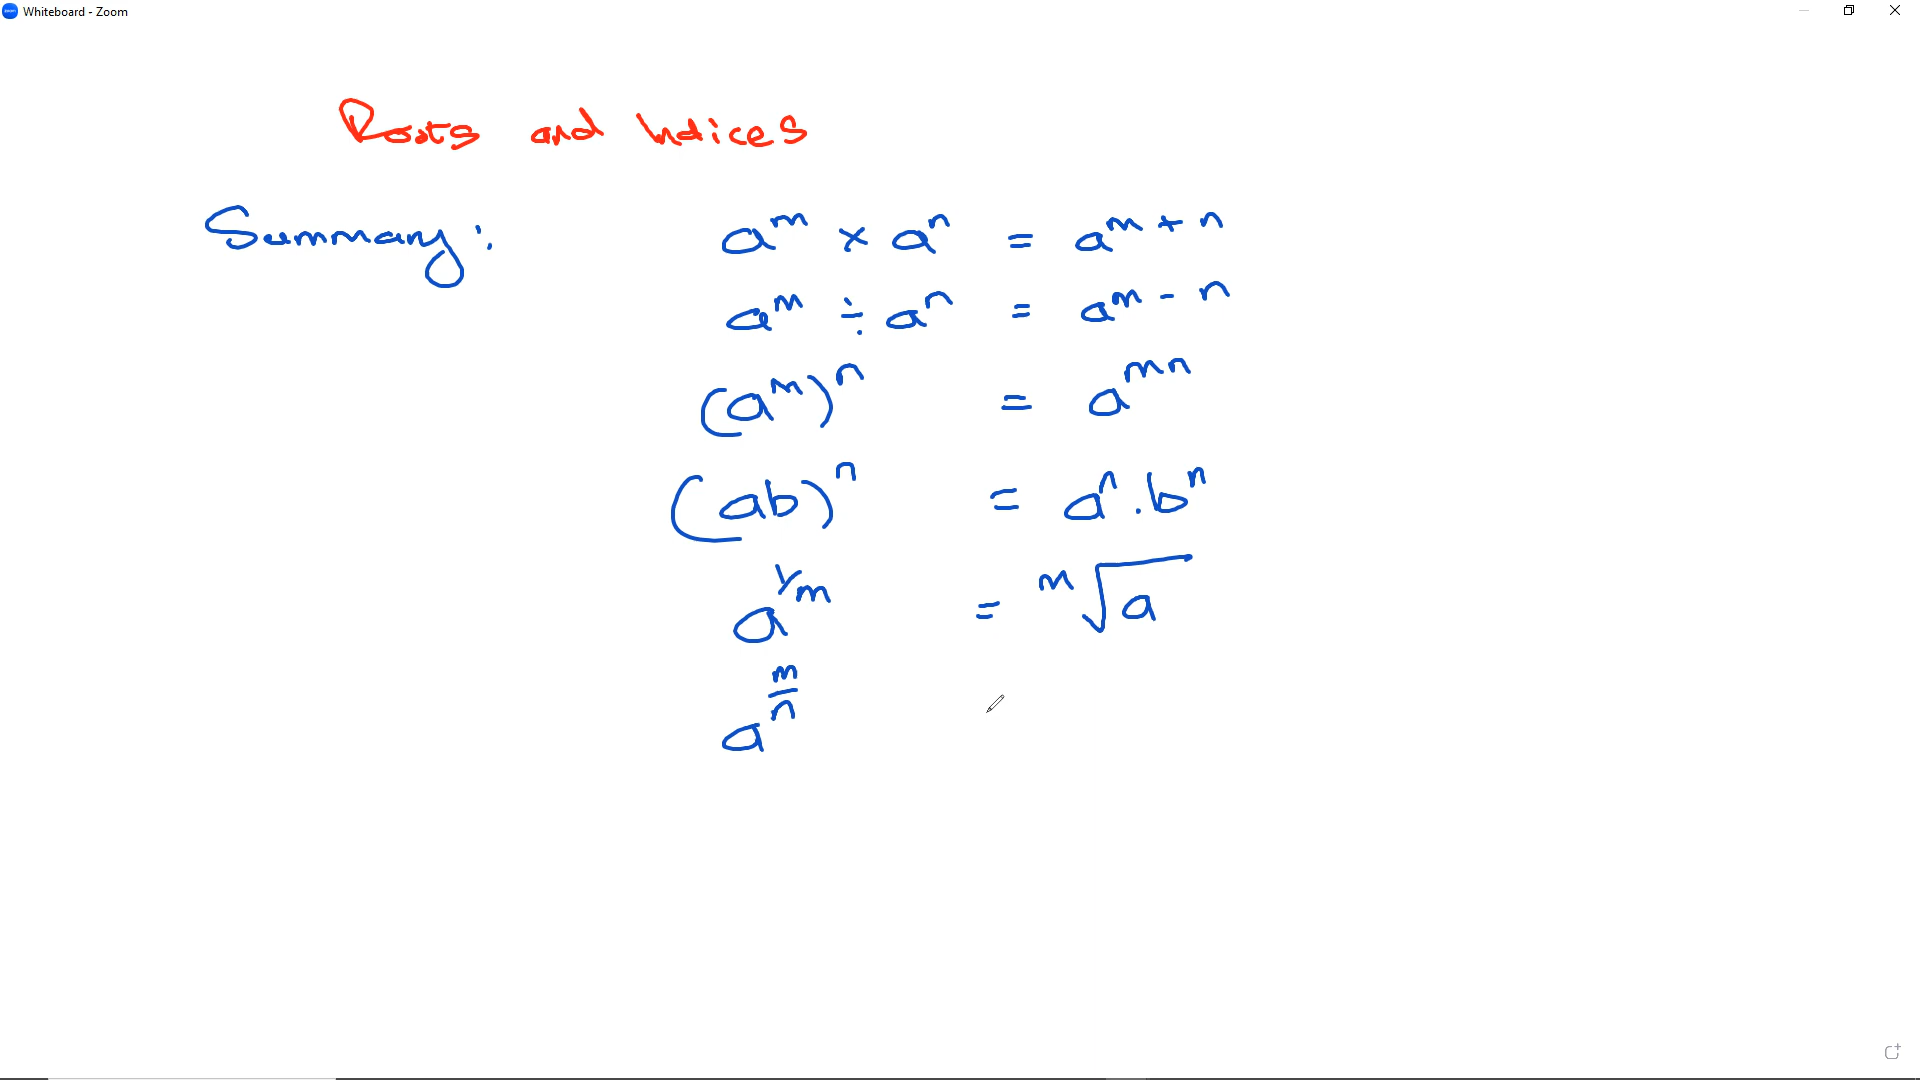 Whiteboard - Zoom
Roots and Indices
Summary: a^m × a^n = a^(m + n)
a^m ÷ a^n = a^(m - n)
(a^m)^n = a^(mn)
(ab)^n = a^n . b^n
a^(1/m) = ^m√a
a^(m/n)